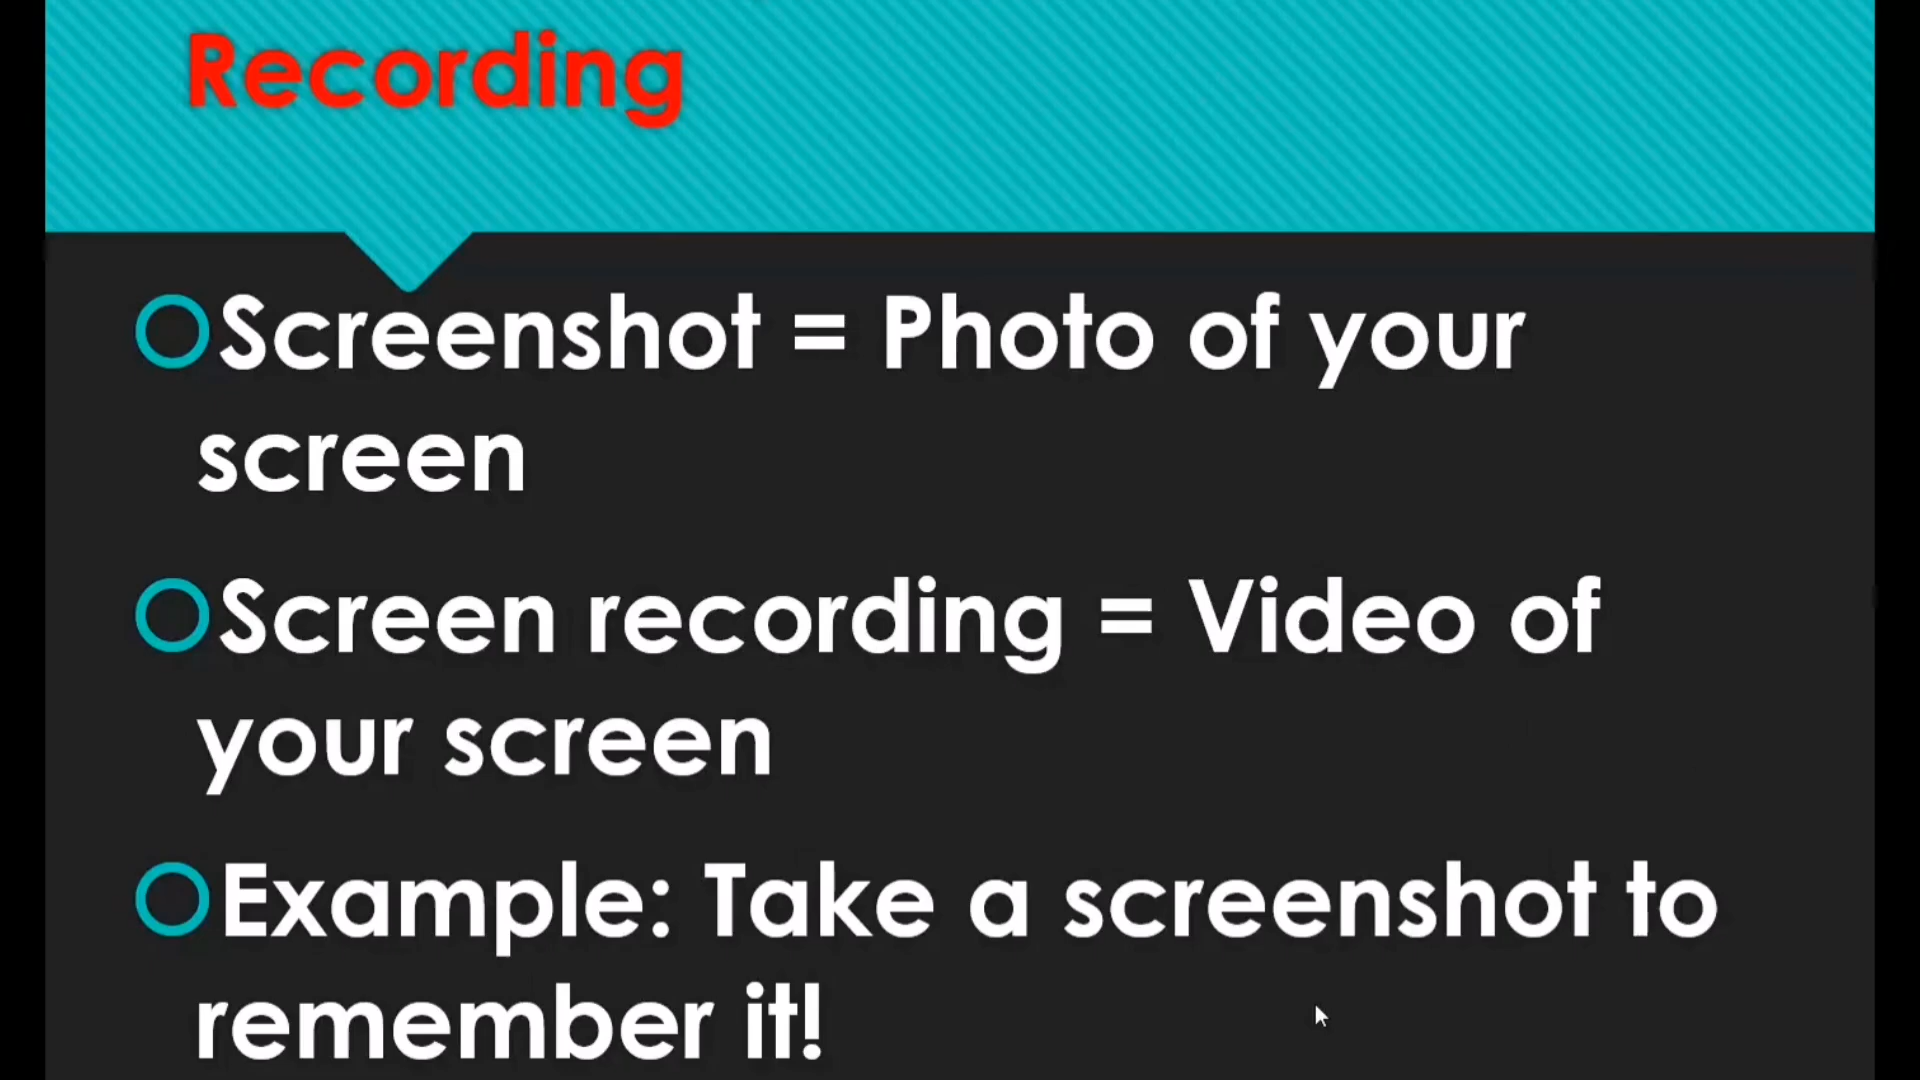 Recording
Screenshot = Photo of your
screen
Screen recording = Video of
your screen
Example: Take a screenshot to
remember it!